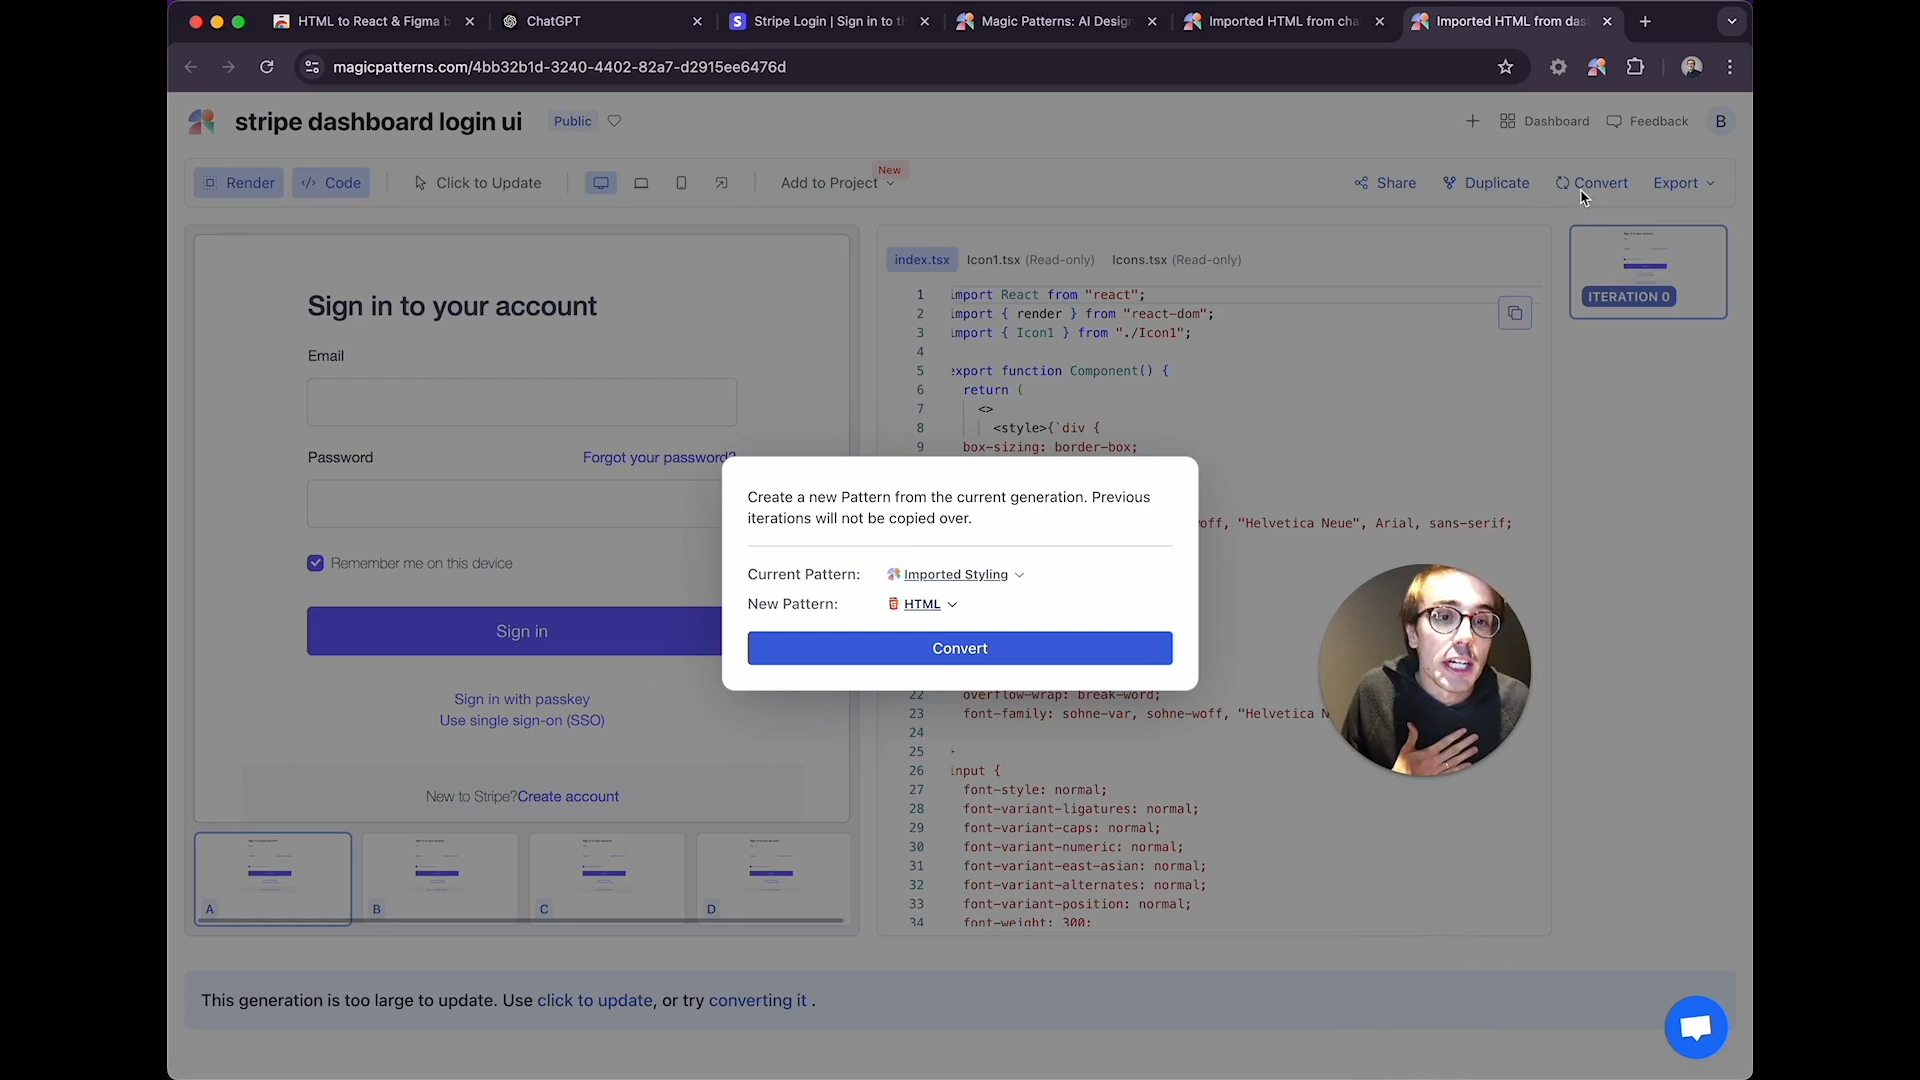 HTML to React & Figma b
ChatGPT
Stripe Login | Sign in to th
Magic Patterns: AI Design
Imported HTML from cha
Imported HTML from das
magicpatterns.com/4bb32b1d-3240-4402-82a7-d2915ee6476d
stripe dashboard login ui
Public
Dashboard
Feedback
B
Render
Code
Click to Update
Add to Project
New
Share
Duplicate
Convert
Export
Sign in to your account
Email
Password
Forgot your password?
Remember me on this device
Sign in
Sign in with passkey
Use single sign-on (SSO)
New to Stripe?Create account
A
B
C
D
index.tsx Icon1.tsx (Read-only) Icons.tsx (Read-only)
1 import React from "react";
2 import { render } from "react-dom";
3 import { Icon1 } from "./Icon1";
4
5 export function Component() {
6 return (
7 <>
8 <style>{`div {
9 box-sizing: border-box;
woff, "Helvetica Neue", Arial, sans-serif;
22 overflow-wrap: break-word;
23 font-family: sohne-var, sohne-woff, "Helvetica N
24
25 }
26 input {
27 font-style: normal;
28 font-variant-ligatures: normal;
29 font-variant-caps: normal;
30 font-variant-numeric: normal;
31 font-variant-east-asian: normal;
32 font-variant-alternates: normal;
33 font-variant-position: normal;
34 font-weight: 300;
ITERATION 0
Create a new Pattern from the current generation. Previous
iterations will not be copied over.
Current Pattern: Imported Styling
New Pattern: HTML
Convert
This generation is too large to update. Use click to update, or try converting it .